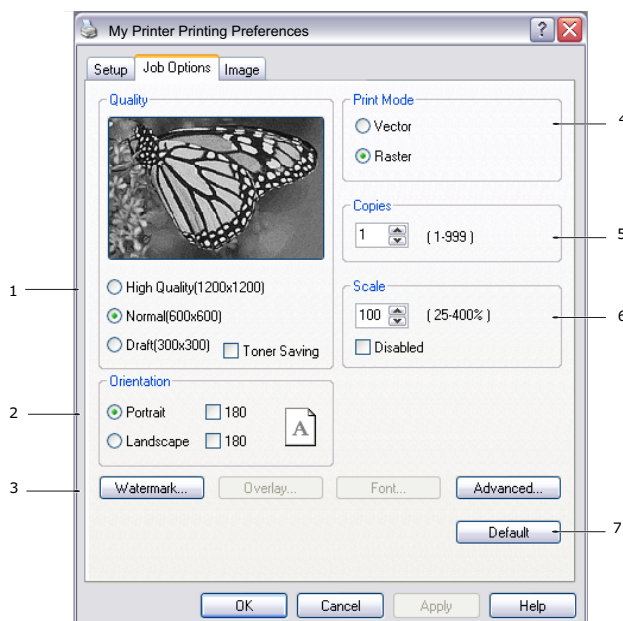 My Printer Printing Preferences
Setup Job Options Image
Quality
1
High Quality(1200x1200)
Normal(600x600)
Draft(300x300) Toner Saving
Orientation
2
Portrait 180
A
Landscape 180
Print Mode
4
Vector
Raster
Copies
1 ( 1-999 )
5
Scale
100 ( 25-400% )
6
Disabled
3
Watermark... Overlay... Font... Advanced...
Default
7
OK Cancel Apply Help